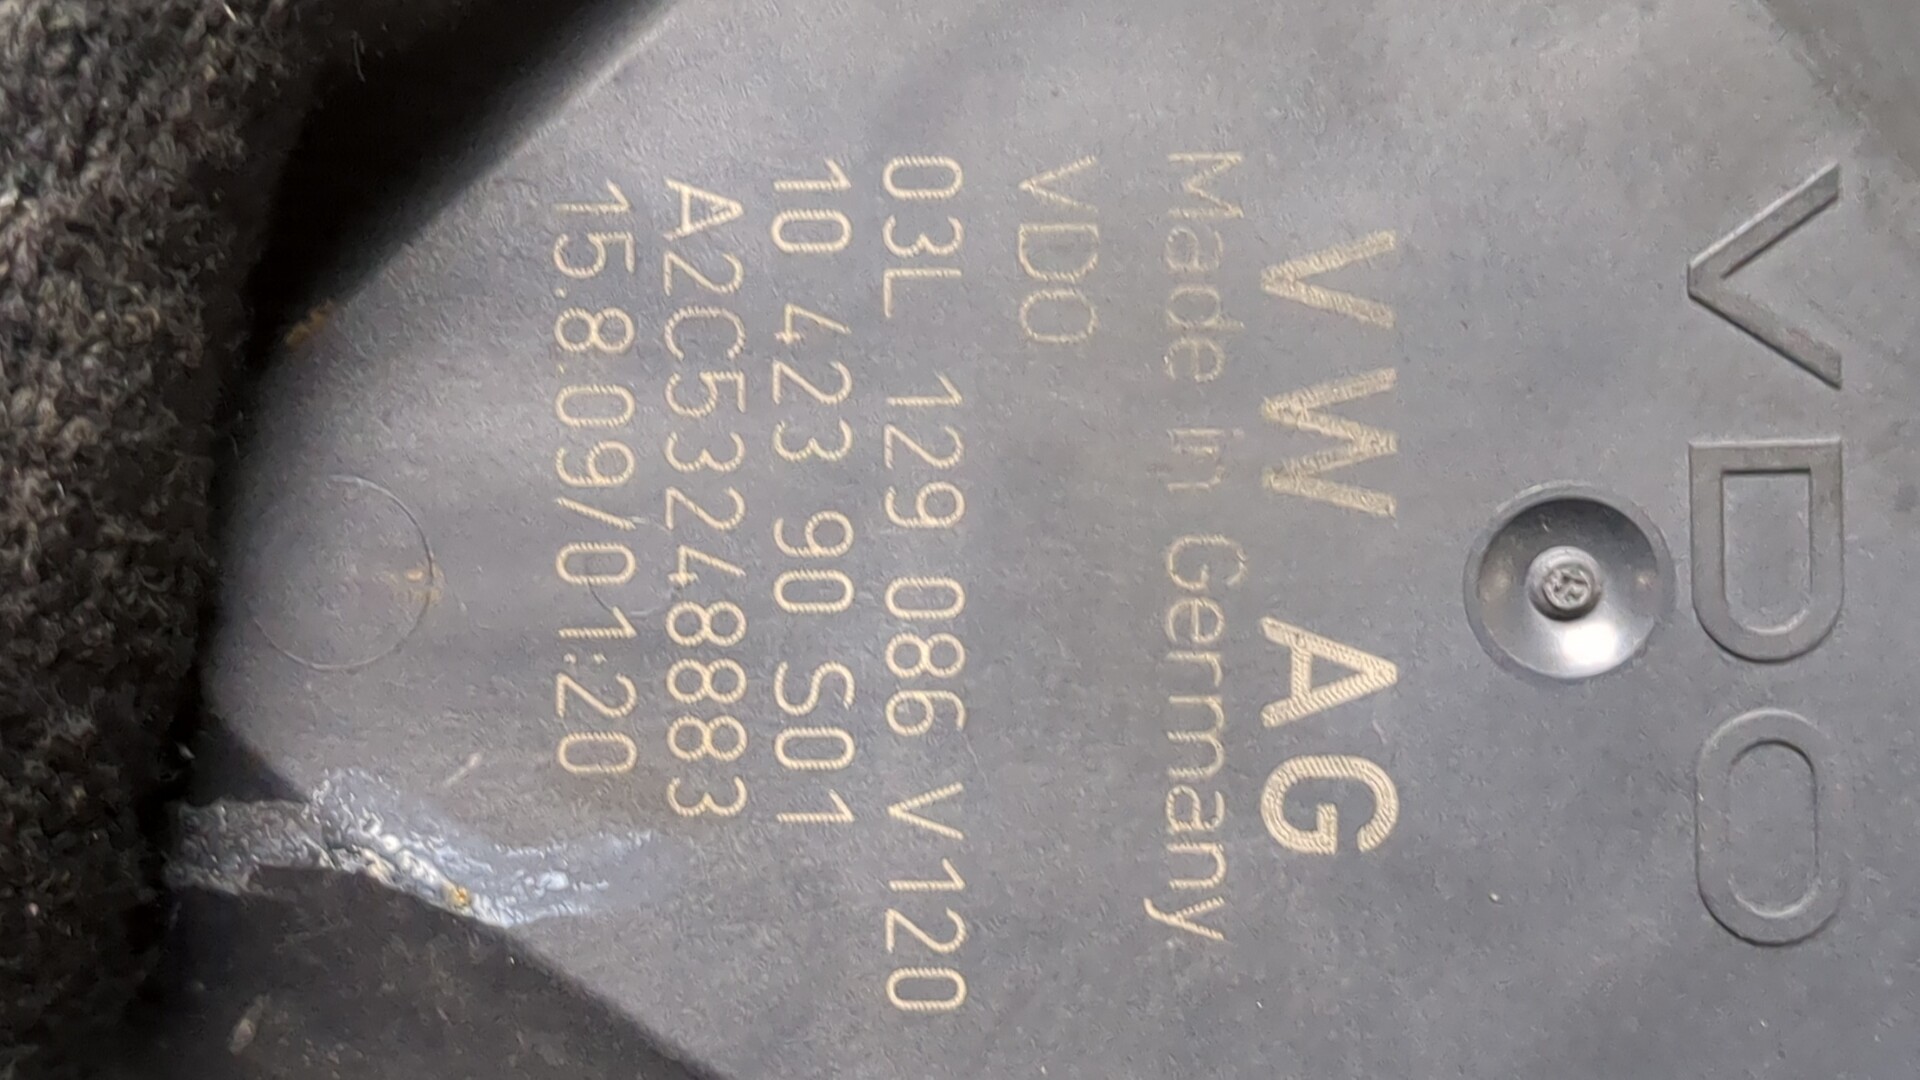 VDO
VW AG
Made in Germany
VDO
03L 129 086 V120
10 423 90 S01
A2C53248883
15.8.09/01:20